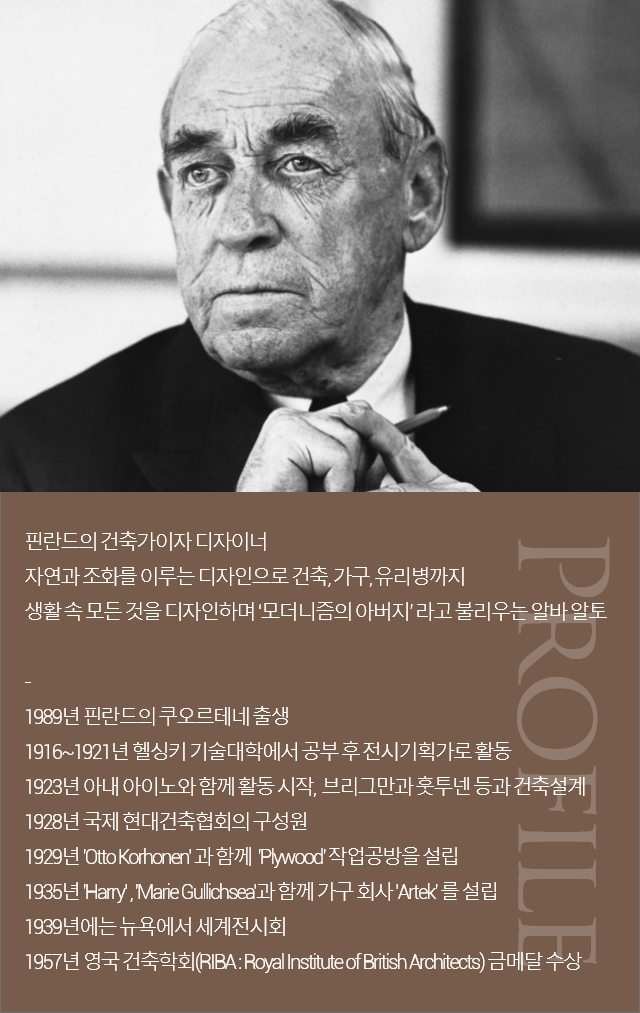 핀란드의 건축가이자 디자이너
자연과 조화를 이루는 디자인으로 건축, 가구, 유리병까지
생활 속 모든 것을 디자인하며 '모더니즘의 아버지' 라고 불리우는 알바 알토
-
1989년 핀란드의 쿠오르테네 출생
1916~1921년 헬싱키 기술대학에서 공부 후 전시기획가로 활동
1923년 아내 아이노와 함께 활동 시작, 브리그만과 훗투넨 등과 건축설계
1928년 국제 현대건축협회의 구성원
1929년 'Otto Korhonen' 과 함께 'Plywood' 작업공방을 설립
1935년 'Harry' , 'Marie Gullichsea'과 함께 가구 회사 'Artek' 를 설립
1939년에는 뉴욕에서 세계전시회
1957년 영국 건축학회(RIBA : Royal Institute of British Architects) 금메달 수상
PROFILE